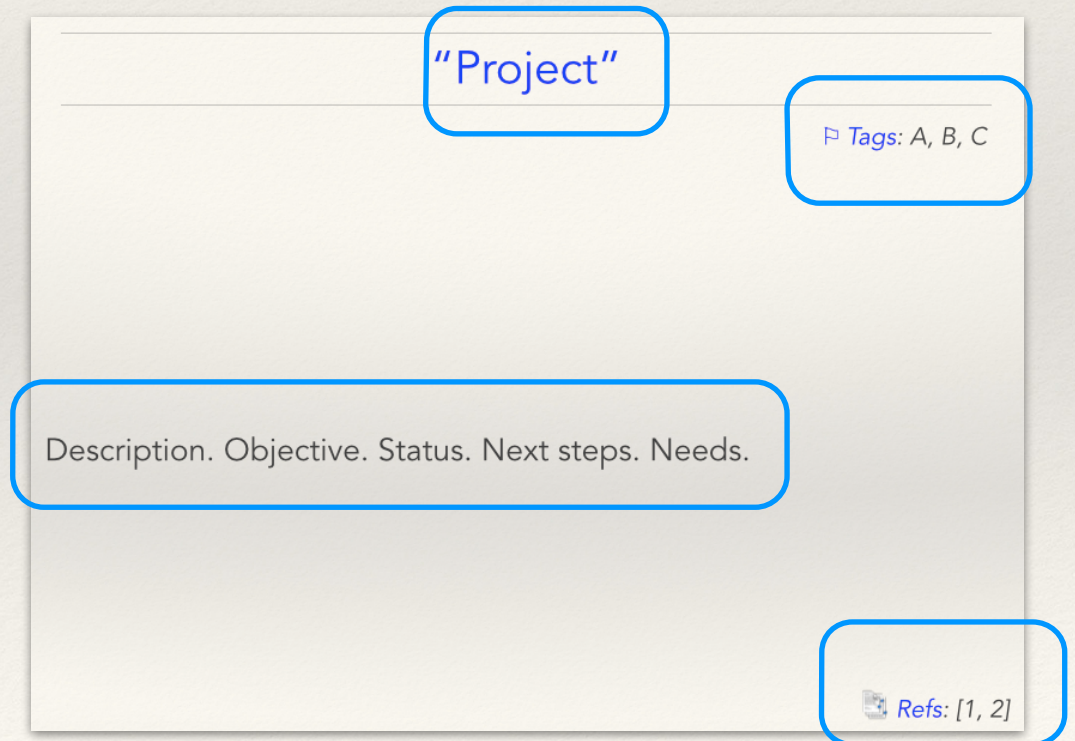 “Project”
⚐ Tags: A, B, C
Description. Objective. Status. Next steps. Needs.
Refs: [1, 2]